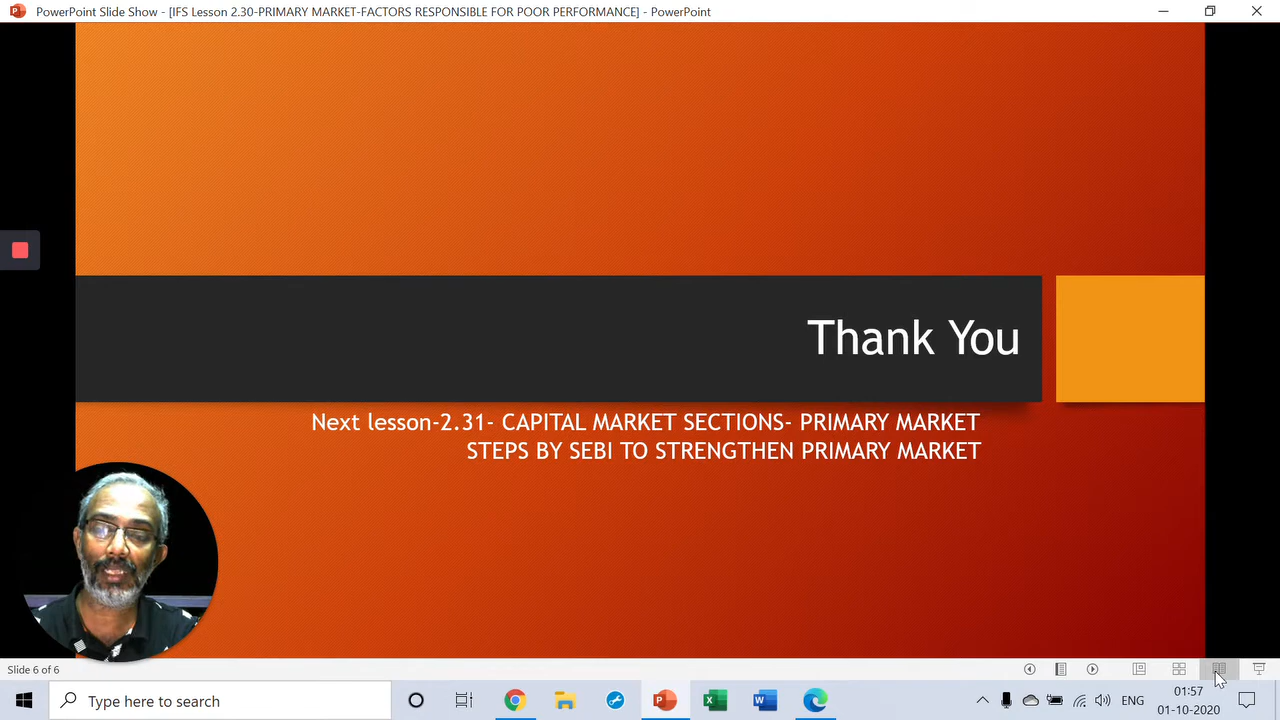 PowerPoint Slide Show - [IFS Lesson 2.30-PRIMARY MARKET-FACTORS RESPONSIBLE FOR POOR PERFORMANCE] - PowerPoint
Thank You
Next lesson-2.31- CAPITAL MARKET SECTIONS- PRIMARY MARKET
STEPS BY SEBI TO STRENGTHEN PRIMARY MARKET
Slide 6 of 6
Type here to search
ENG
01:57
01-10-2020